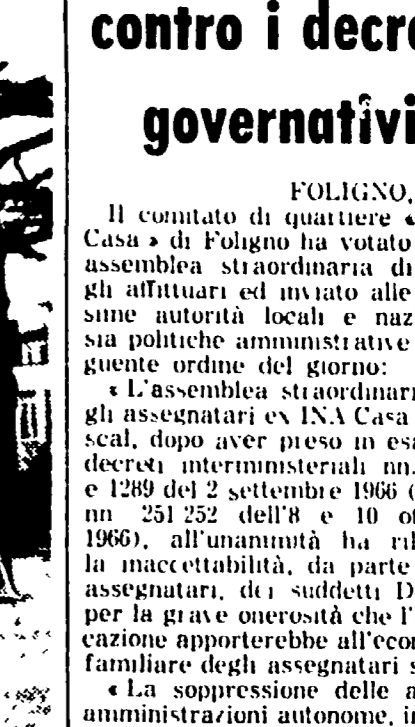 contro i decre
governativi
FOLIGNO,
Il comitato di quartiere «
Casa » di Foligno ha votato
assemblea straordinaria di
gli affittuari ed inviato alle
sime autorità locali e naz
sia politiche amministrative
guente ordine del giorno:
« L'assemblea straordinari
gli assegnatari ex INA Casa
scal, dopo aver preso in esa
decreti interministeriali nn.
e 1289 del 2 settembre 1966 (
nn 251 252 dell'8 e 10 ot
1966), all'unanimità ha ril
la inaccettabilità, da parte
assegnatari, dei suddetti D
per la grave onerosità che l'
cazione apporterebbe all'econ
familiare degli assegnatari s
« La soppressione delle a
amministrazioni autonome, i